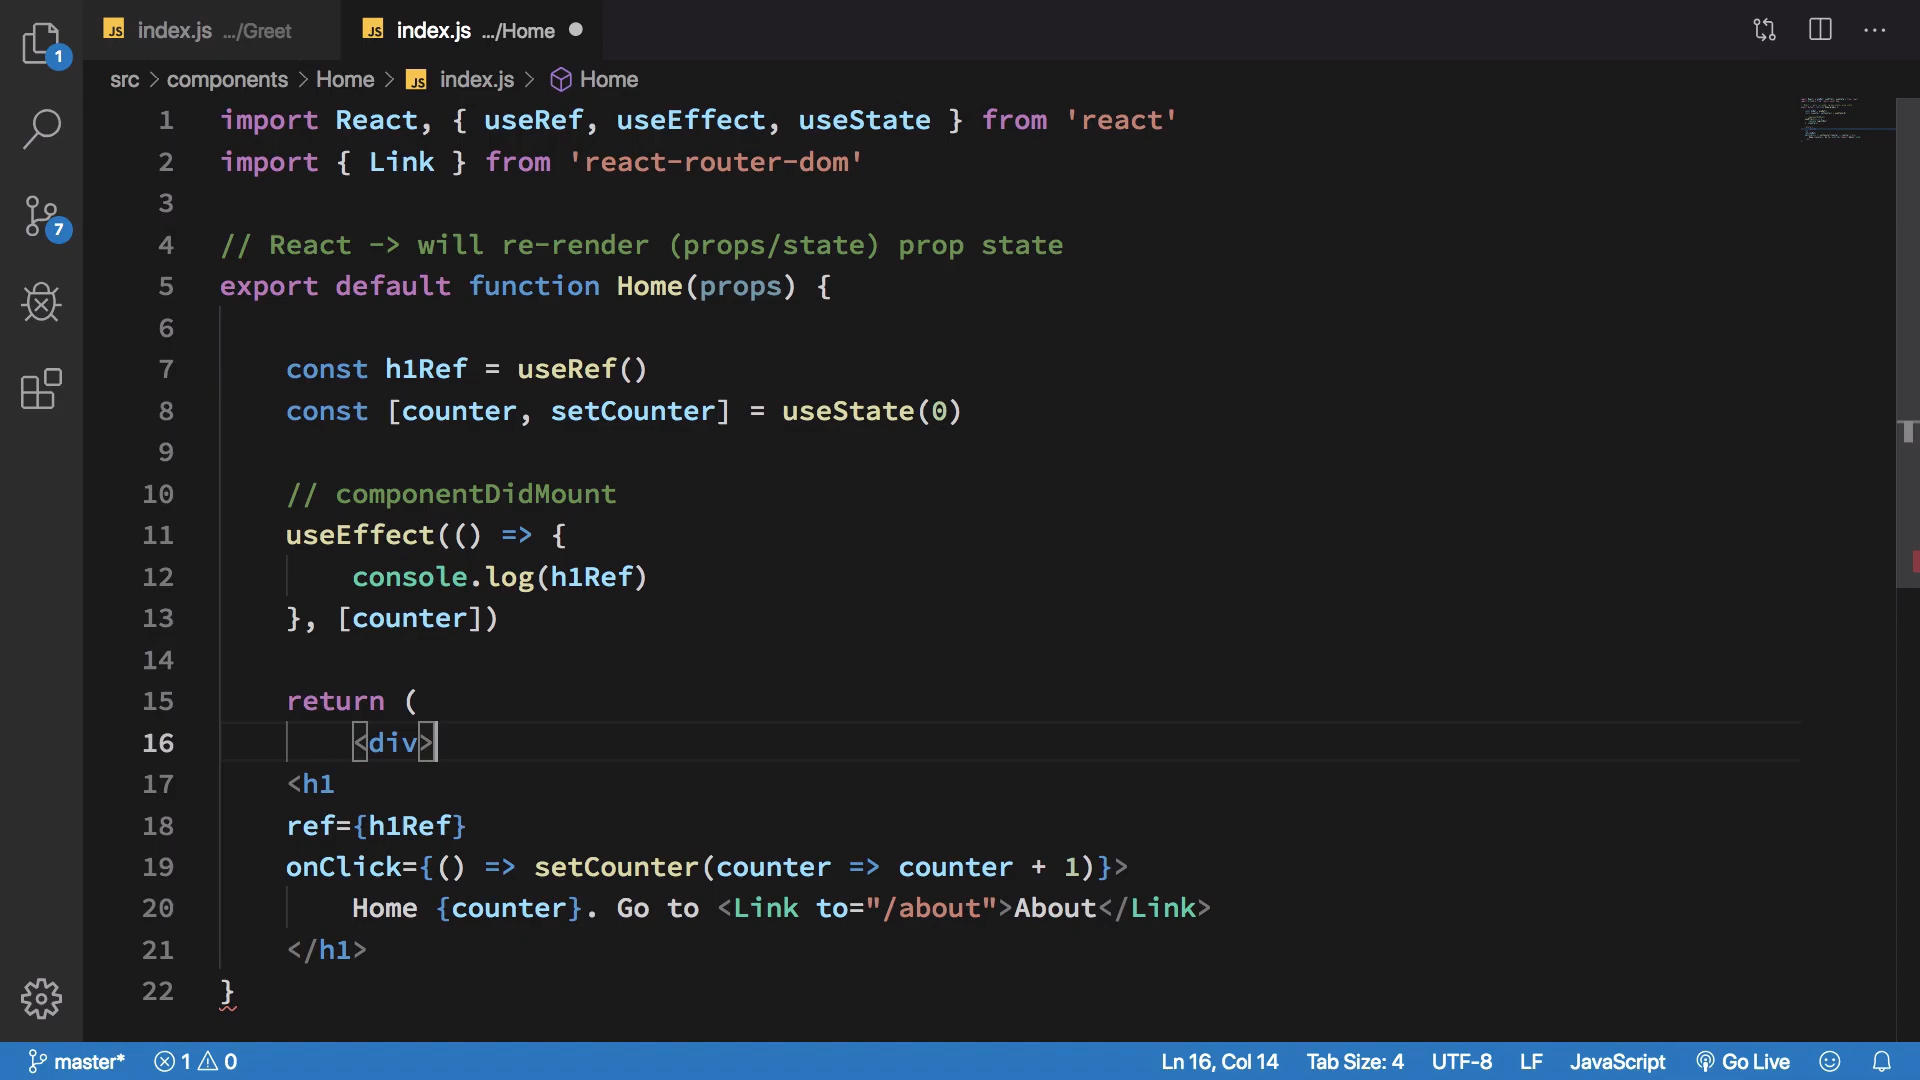 JS index.js .../Greet
JS index.js .../Home
src > components > Home > JS index.js > Home
1 import React, { useRef, useEffect, useState } from 'react'
2 import { Link } from 'react-router-dom'
3
4 // React -> will re-render (props/state) prop state
5 export default function Home(props) {
6
7 const h1Ref = useRef()
8 const [counter, setCounter] = useState(0)
9
10 // componentDidMount
11 useEffect(() => {
12 console.log(h1Ref)
13 }, [counter])
14
15 return (
16 <div>
17 <h1
18 ref={h1Ref}
19 onClick={() => setCounter(counter => counter + 1)}>
20 Home {counter}. Go to <Link to="/about">About</Link>
21 </h1>
22 }
1
7
master* 1 0 Ln 16, Col 14 Tab Size: 4 UTF-8 LF JavaScript Go Live